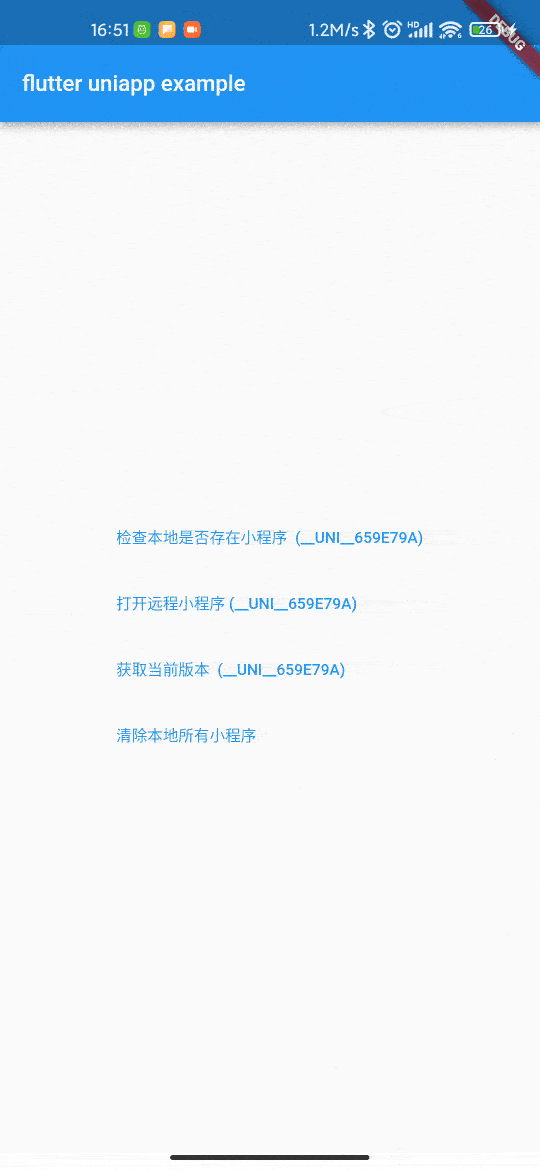 16:51 1.2M/s HD 6 26
DEBUG
flutter uniapp example
检查本地是否存在小程序 (__UNI__659E79A)
打开远程小程序 (__UNI__659E79A)
获取当前版本 (__UNI__659E79A)
清除本地所有小程序